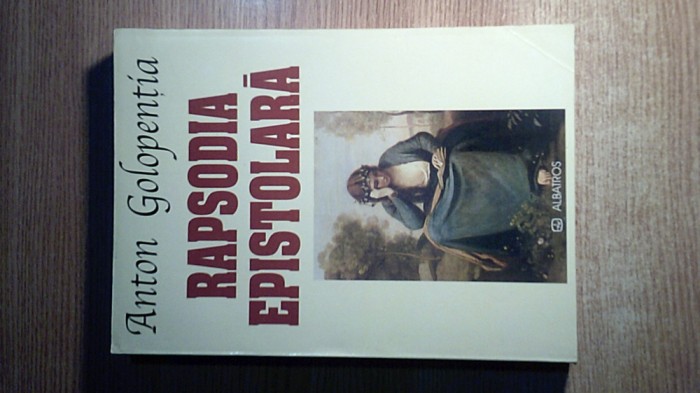 Anton Golopenția
RAPSODIA
EPISTOLARĂ
ALBATROS